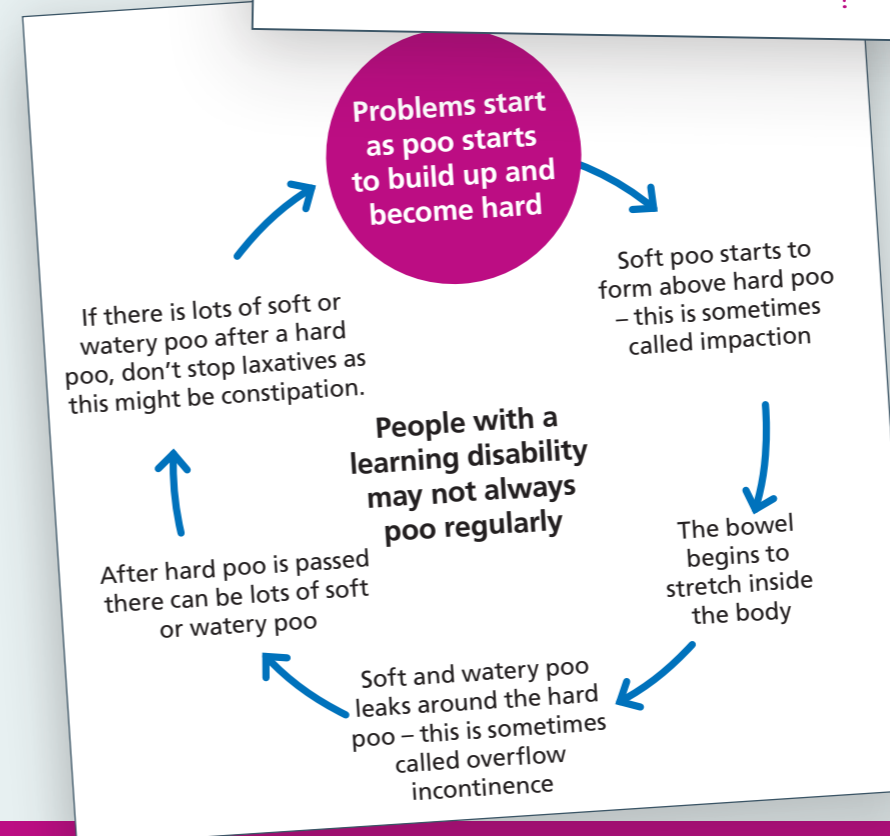 Problems start
as poo starts
to build up and
become hard
Soft poo starts to
form above hard poo
– this is sometimes
called impaction
The bowel
begins to
stretch inside
the body
Soft and watery poo
leaks around the hard
poo – this is sometimes
called overflow
incontinence
After hard poo is passed
there can be lots of soft
or watery poo
If there is lots of soft or
watery poo after a hard
poo, don’t stop laxatives as
this might be constipation.
People with a
learning disability
may not always
poo regularly